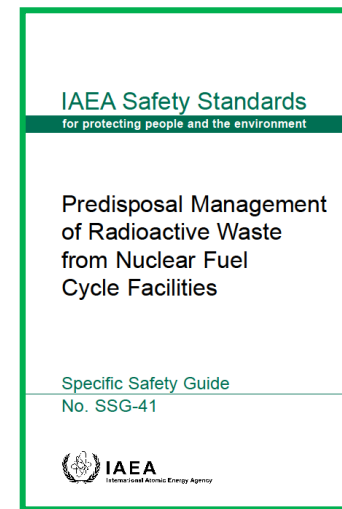 IAEA Safety Standards
for protecting people and the environment
Predisposal Management
of Radioactive Waste
from Nuclear Fuel
Cycle Facilities
Specific Safety Guide
No. SSG-41
IAEA
International Atomic Energy Agency